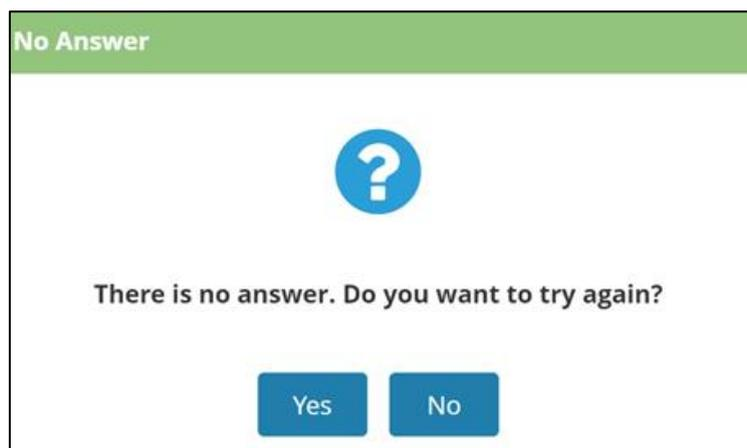 No Answer
?
There is no answer. Do you want to try again?
Yes No